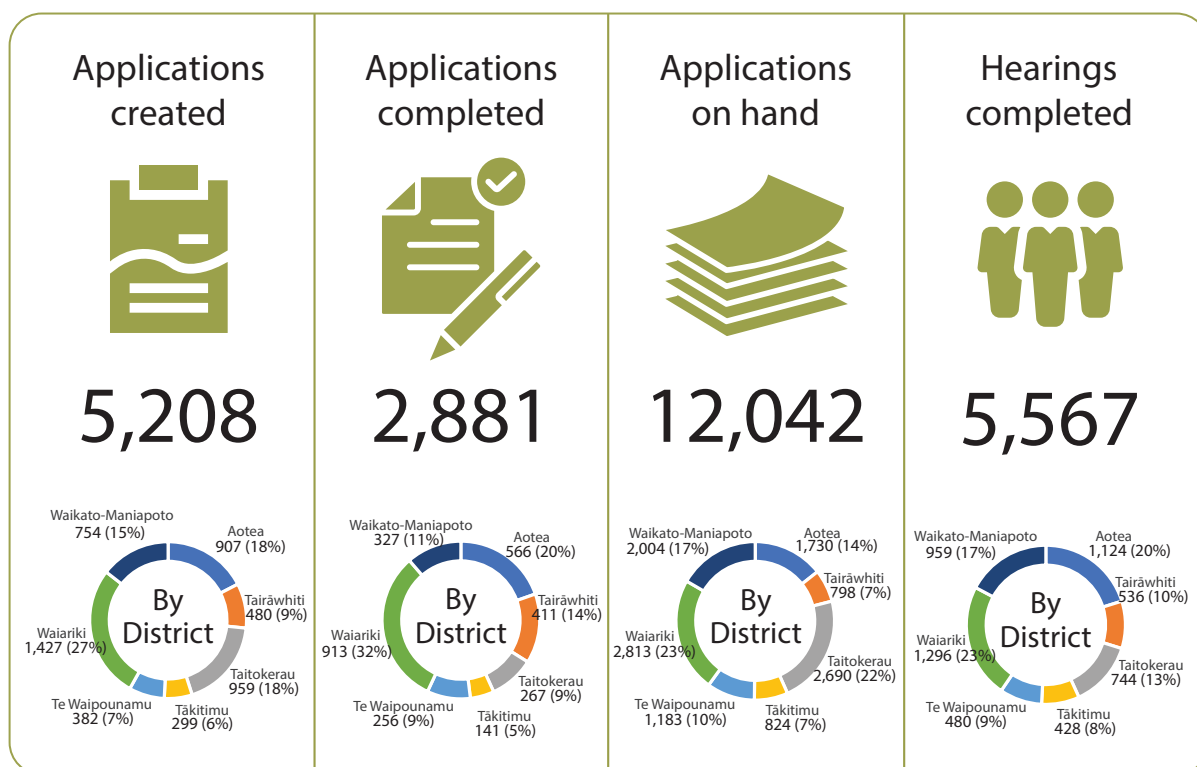 Applications
created
5,208
Waikato-Maniapoto
754 (15%)
Aotea
907 (18%)
Tairāwhiti
480 (9%)
By
District
Waiariki
1,427 (27%)
Taitokerau
959 (18%)
Te Waipounamu
382 (7%)
Tākitimu
299 (6%)
Applications
completed
2,881
Waikato-Maniapoto
327 (11%)
Aotea
566 (20%)
Tairāwhiti
411 (14%)
By
District
Waiariki
913 (32%)
Taitokerau
267 (9%)
Te Waipounamu
256 (9%)
Tākitimu
141 (5%)
Applications
on hand
12,042
Waikato-Maniapoto
2,004 (17%)
Aotea
1,730 (14%)
Tairāwhiti
798 (7%)
By
District
Waiariki
2,813 (23%)
Taitokerau
2,690 (22%)
Te Waipounamu
1,183 (10%)
Tākitimu
824 (7%)
Hearings
completed
5,567
Waikato-Maniapoto
959 (17%)
Aotea
1,124 (20%)
Tairāwhiti
536 (10%)
By
District
Waiariki
1,296 (23%)
Taitokerau
744 (13%)
Te Waipounamu
480 (9%)
Tākitimu
428 (8%)